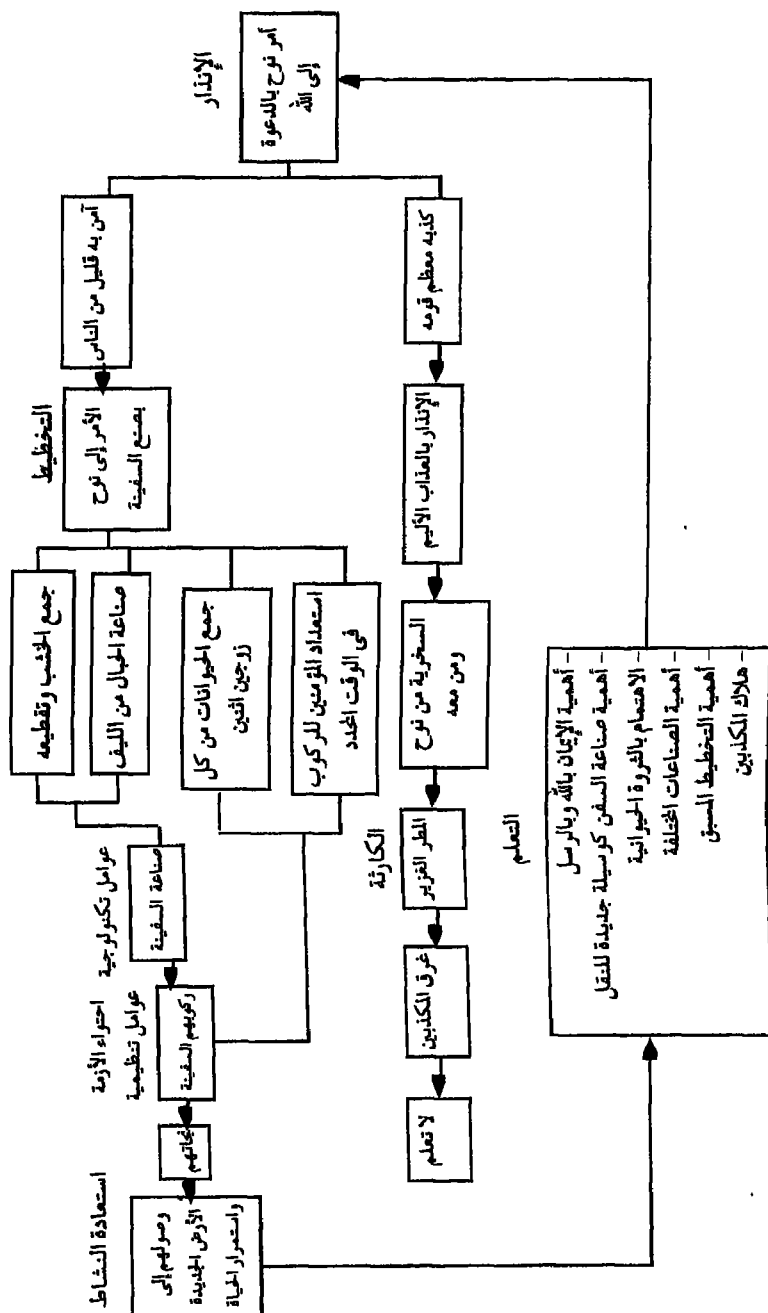 الإنذار
أمر نوح بالدعوة
إلى الله
آمن به قليل من الناس
كذبه معظم قومه
التخطيط
الأمر إلى نوح
بصنع السفينة
الإنذار بالعذاب الأليم
جمع الخشب وتقطيعه
صناعة الحبال من الليف
جمع الحيوانات من كل
زوجين اثنين
استعداد المؤمنين للركوب
فى الوقت المحدد
السخرية من نوح
ومن معه
عوامل تكنولوجية
صناعة السفينة
الكارثة
المطر الغزير
احتواء الأزمة
عوامل تنظيمية
ركوبهم السفينة
غرق المكذبين
نجاتهم
لا تعلم
استعادة النشاط
وصولهم إلى
الأرض الجديدة
واستمرار الحياة
التعلم
– أهمية الإيمان بالله وبالرسل
– أهمية صناعة السفن كوسيلة جديدة للنقل
– الاهتمام بالثروة الحيوانية
– أهمية الصناعات المختلفة
– أهمية التخطيط المسبق
– هلاك المكذبين